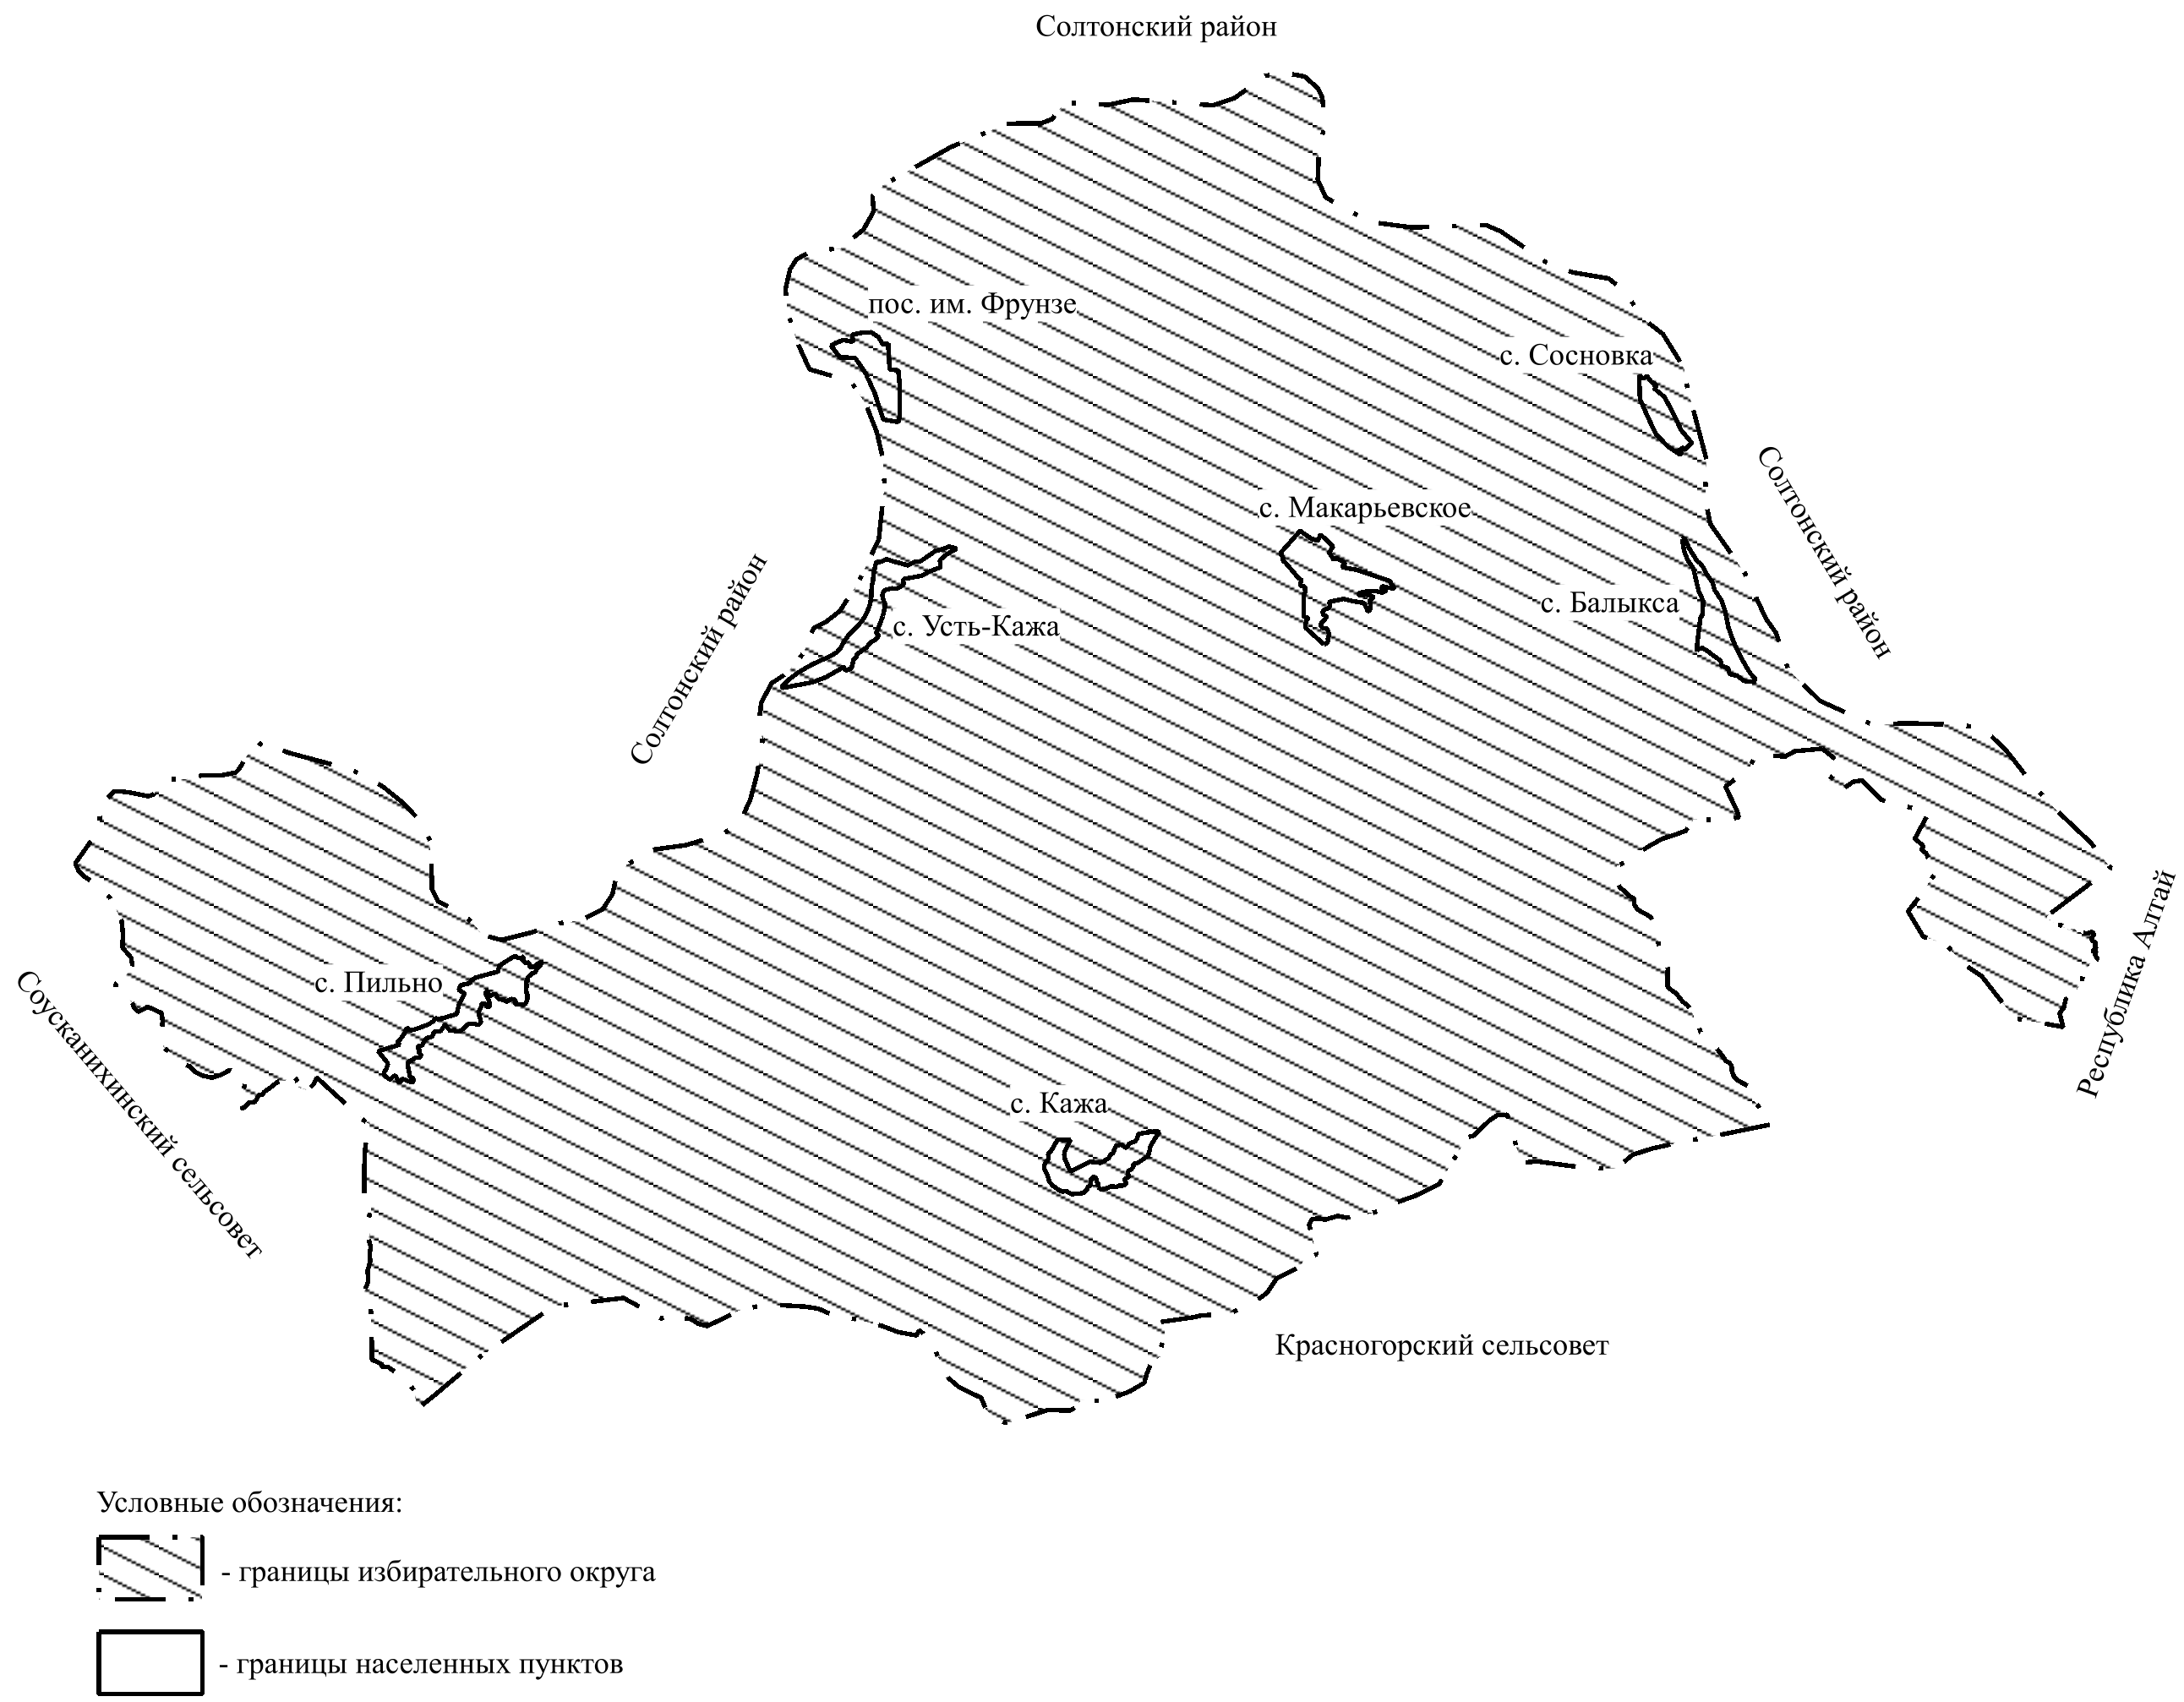 Солтонский район
пос. им. Фрунзе
с. Сосновка
Солтонский район
с. Макарьевское
с. Балыкса
с. Усть-Кажа
Солтонский район
Республика Алтай
с. Пильно
Соусканихинский сельсовет
с. Кажа
Красногорский сельсовет
Условные обозначения:
- границы избирательного округа
- границы населенных пунктов